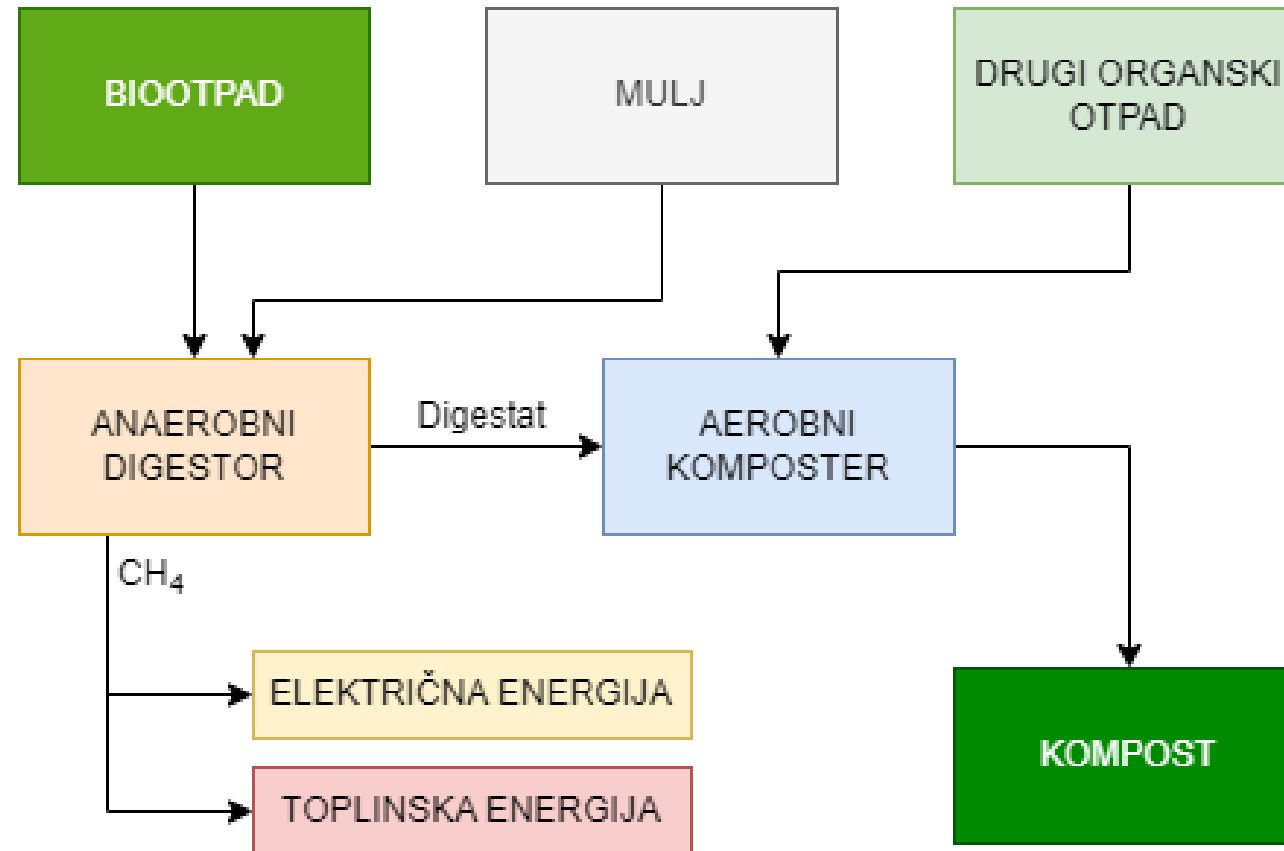 BIOOTPAD
MULJ
DRUGI ORGANSKI
OTPAD
ANAEROBNI
DIGESTOR
Digestat
AEROBNI
KOMPOSTER
CH₄
ELEKTRIČNA ENERGIJA
TOPLINSKA ENERGIJA
KOMPOST